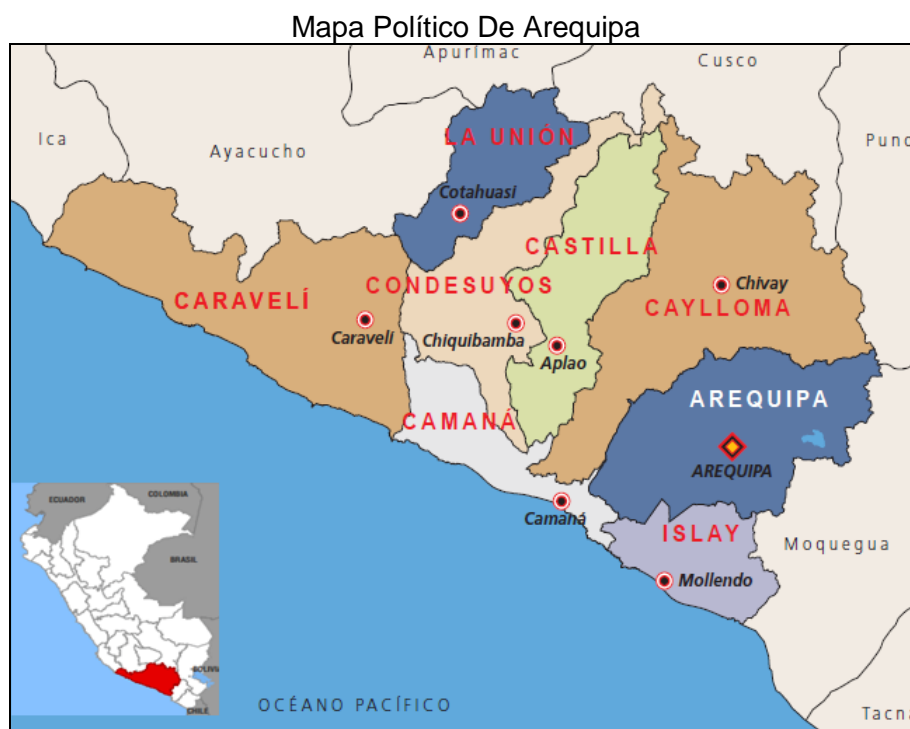 Mapa Político De Arequipa
Apurímac
Cusco
Ica
Ayacucho
LA UNIÓN
Puno
Cotahuasi
CASTILLA
CONDESUYOS
Chivay
CARAVELÍ
CAYLLOMA
Caravelí
Chiquibamba
Aplao
AREQUIPA
CAMANÁ
AREQUIPA
Camaná
ISLAY
Moquegua
Mollendo
ECUADOR
COLOMBIA
BRASIL
BOLIV
CHILE
OCÉANO PACÍFICO
Tacna